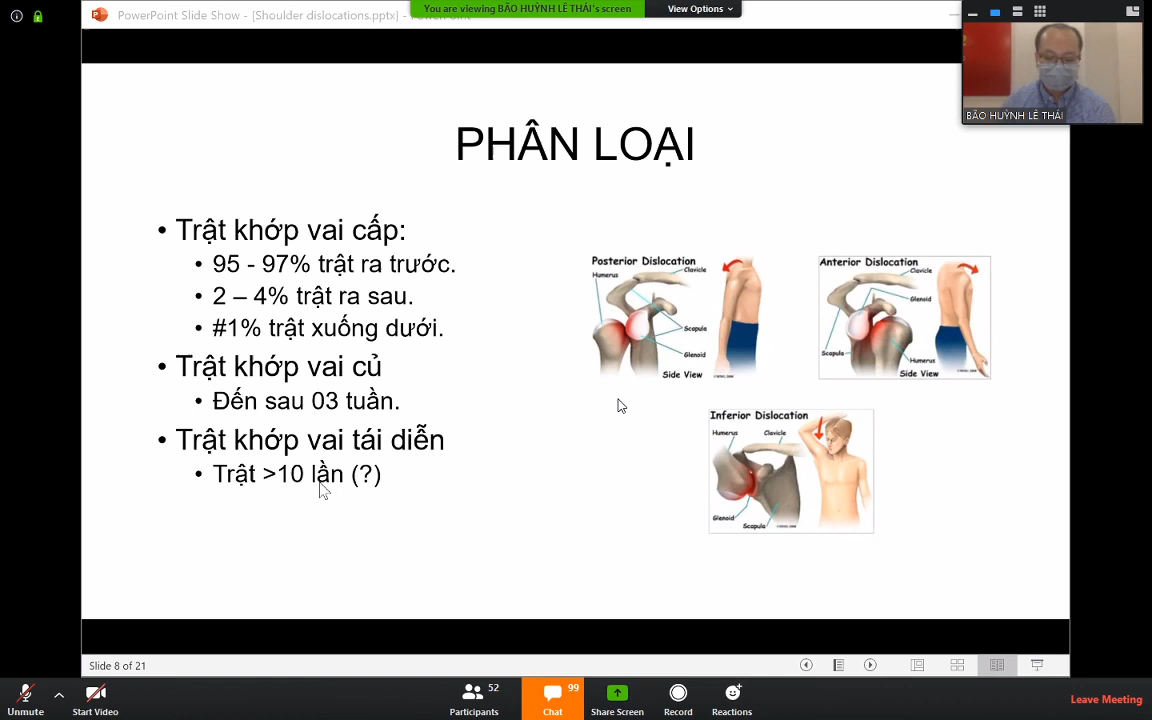 PowerPoint Slide Show - [Shoulder dislocations.pptx] -
You are viewing BẢO HUỲNH LÊ THÁI's screen
View Options
BẢO HUỲNH LÊ THÁI
PHÂN LOẠI
• Trật khớp vai cấp:
• 95 - 97% trật ra trước.
• 2 – 4% trật ra sau.
• #1% trật xuống dưới.
• Trật khớp vai củ
• Đến sau 03 tuần.
• Trật khớp vai tái diễn
• Trật >10 lần (?)
Posterior Dislocation
Humerus
Clavicle
Scapula
Glenoid
Side View
Anterior Dislocation
Clavicle
Glenoid
Scapula
Humerus
Side View
Inferior Dislocation
Humerus
Clavicle
Glenoid
Scapula
Slide 8 of 21
Unmute
Start Video
52
Participants
99
Chat
Share Screen
Record
Reactions
Leave Meeting